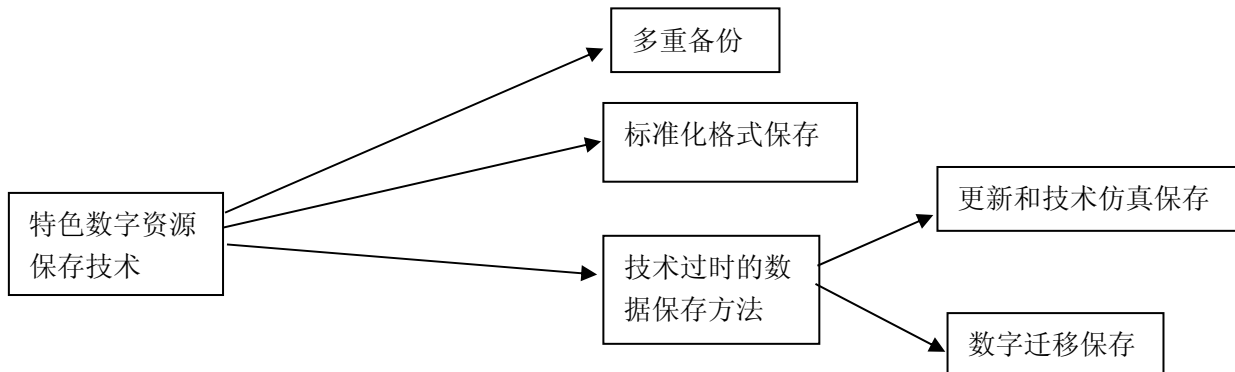 多重备份
标准化格式保存
更新和技术仿真保存
特色数字资源
保存技术
技术过时的数
据保存方法
数字迁移保存